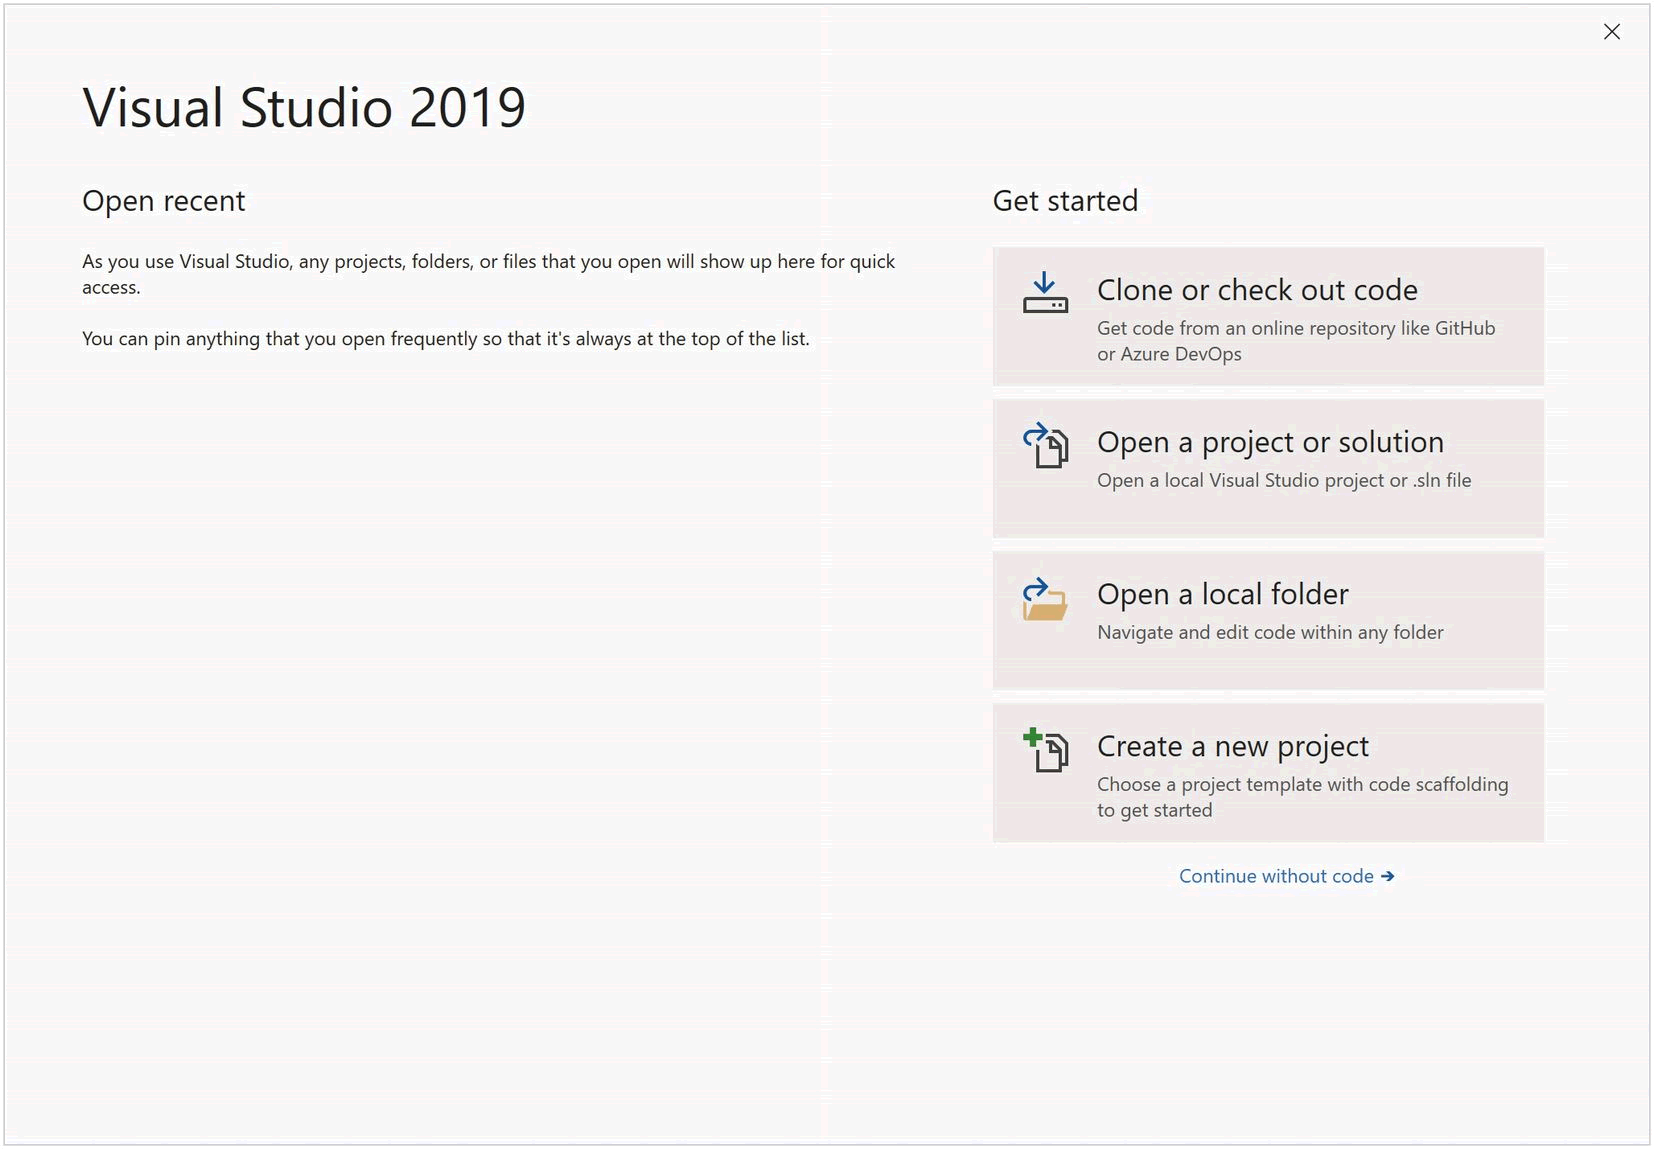 Visual Studio 2019
Open recent
As you use Visual Studio, any projects, folders, or files that you open will show up here for quick
access.
You can pin anything that you open frequently so that it's always at the top of the list.
Get started
Clone or check out code
Get code from an online repository like GitHub
or Azure DevOps
Open a project or solution
Open a local Visual Studio project or .sln file
Open a local folder
Navigate and edit code within any folder
Create a new project
Choose a project template with code scaffolding
to get started
Continue without code →